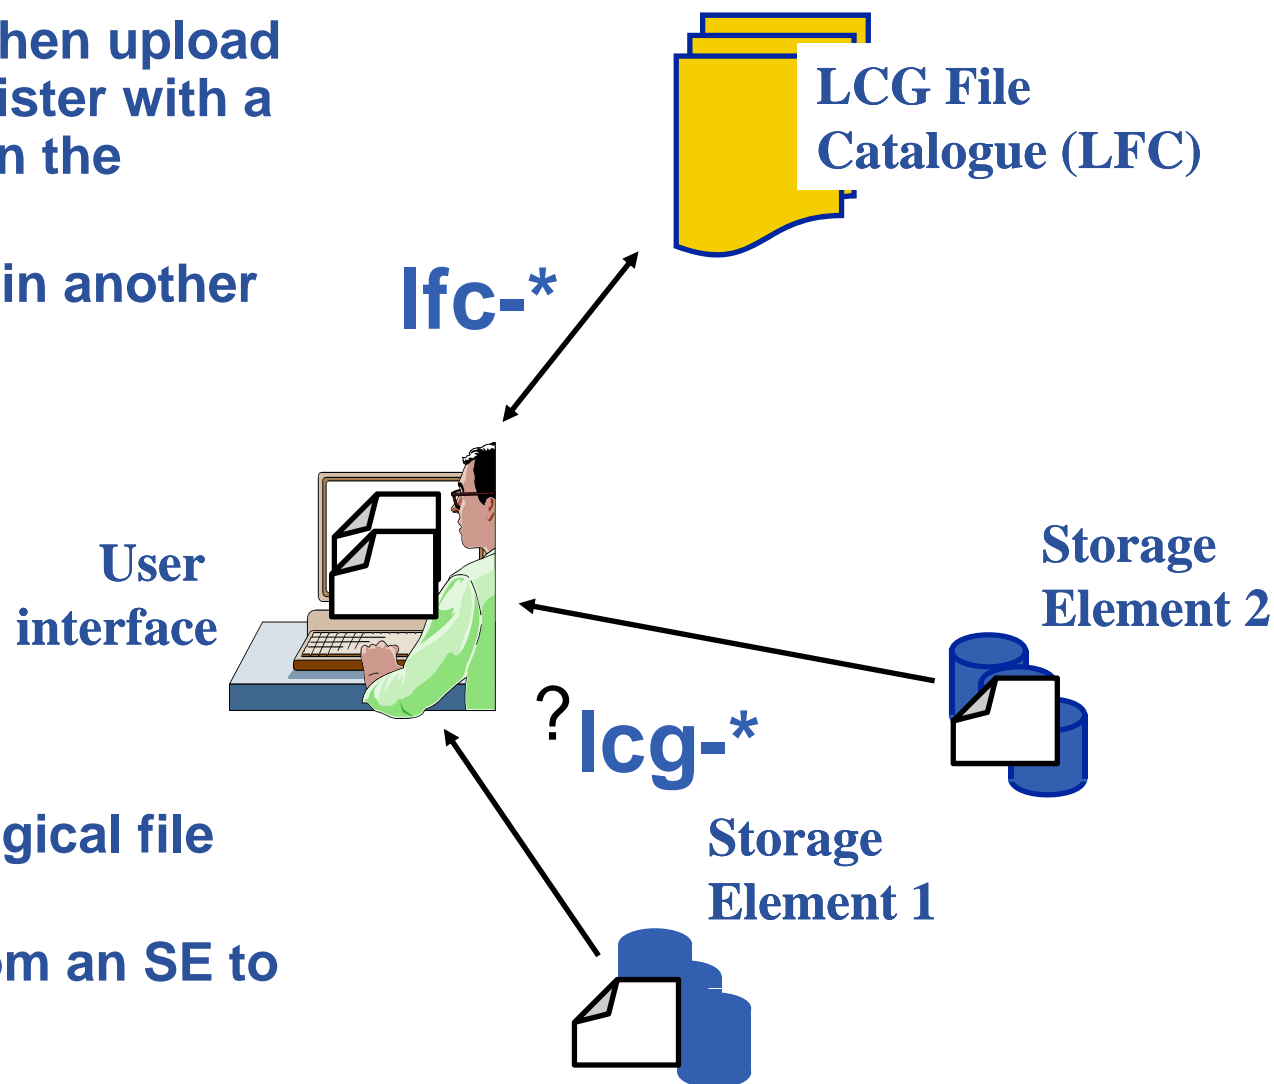 hen upload
ister with a
n the
in another
LCG File
Catalogue (LFC)
lfc-*
User
interface
Storage
Element 2
?
lcg-*
Storage
Element 1
gical file
om an SE to